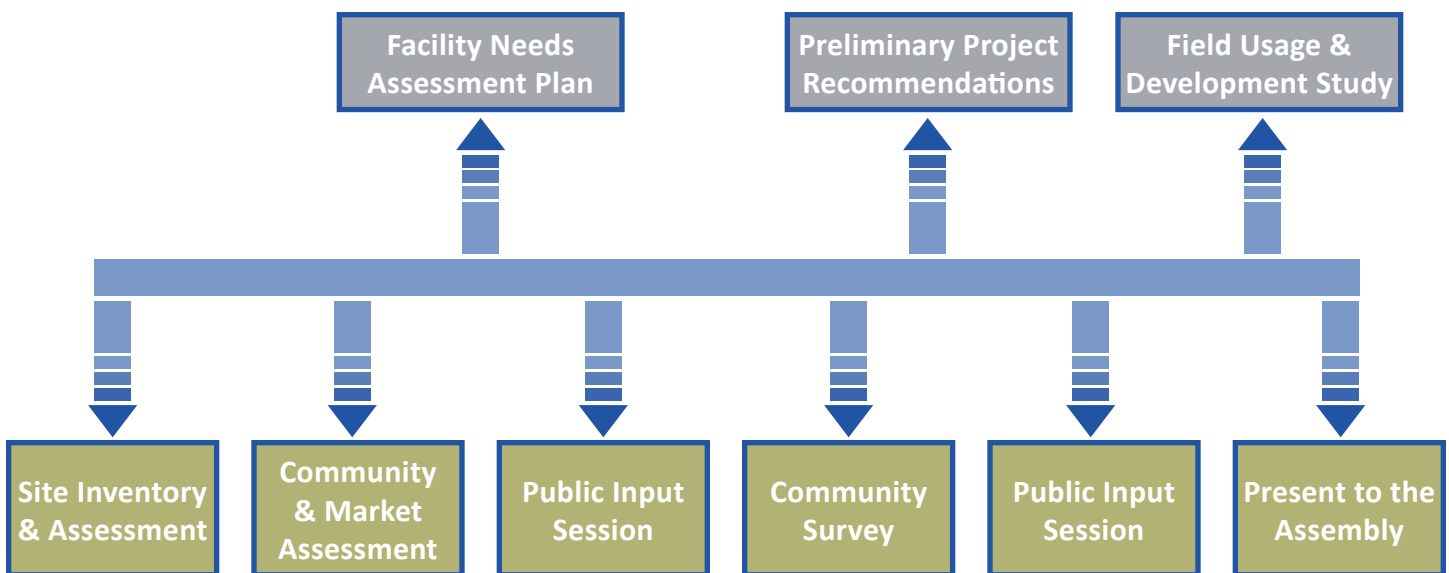 Facility Needs
Assessment Plan
Preliminary Project
Recommendations
Field Usage &
Development Study
Site Inventory
& Assessment
Community
& Market
Assessment
Public Input
Session
Community
Survey
Public Input
Session
Present to the
Assembly